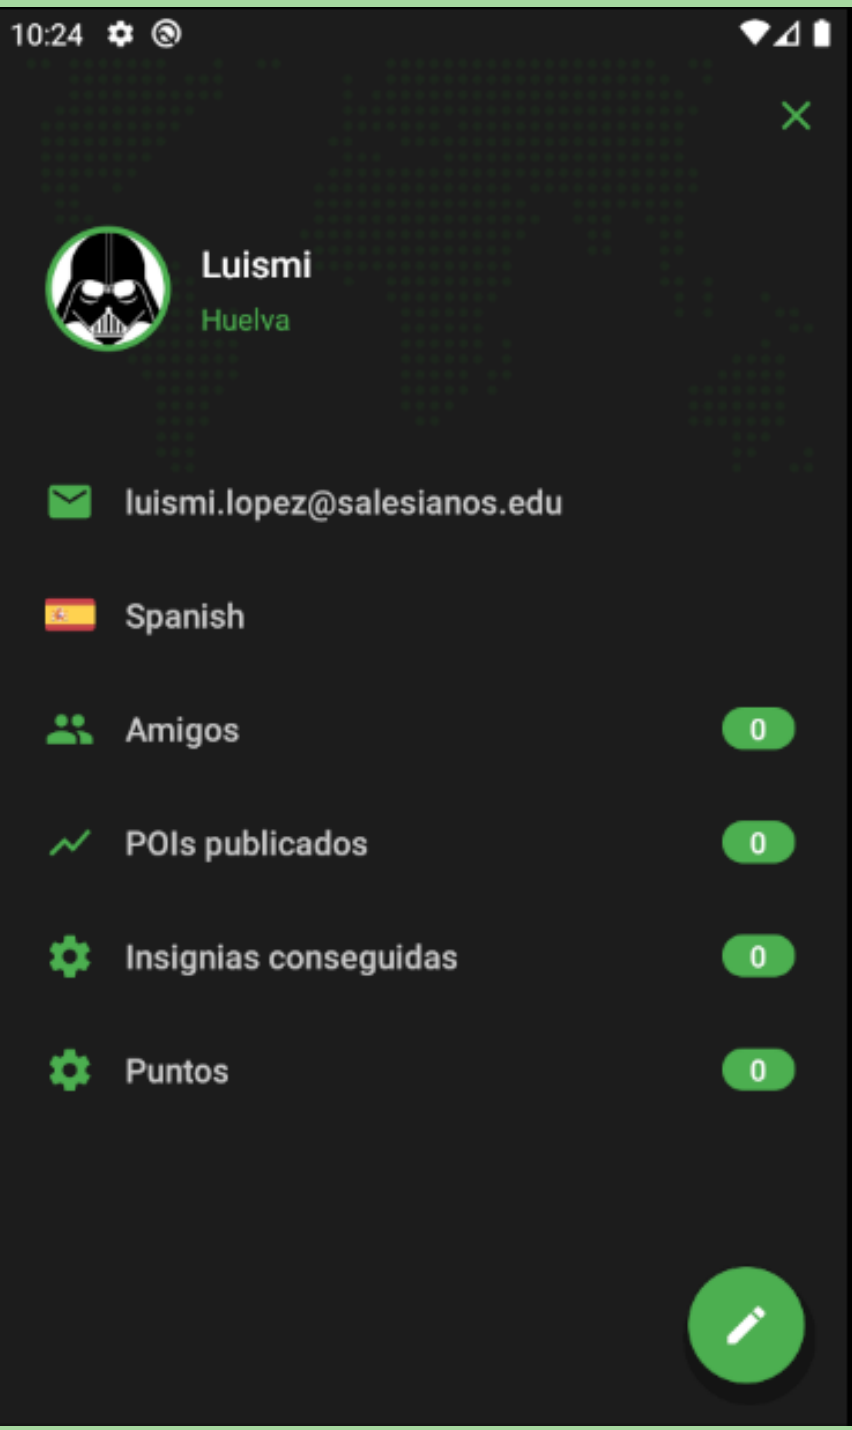 10:24
Luismi
Huelva
luismi.lopez@salesianos.edu
Spanish
Amigos 0
POIs publicados 0
Insignias conseguidas 0
Puntos 0